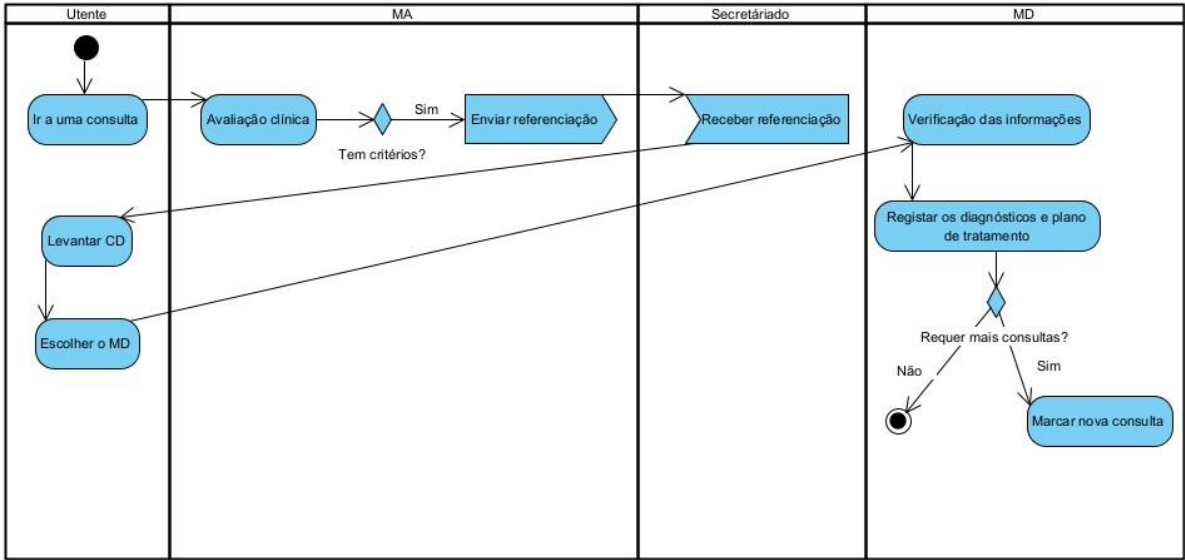 Utente
MA
Secretáriado
MD
Ir a uma consulta
Avaliação clínica
Sim
Tem critérios?
Enviar referenciação
Receber referenciação
Verificação das informações
Levantar CD
Registar os diagnósticos e plano
de tratamento
Escolher o MD
Requer mais consultas?
Não
Sim
Marcar nova consulta